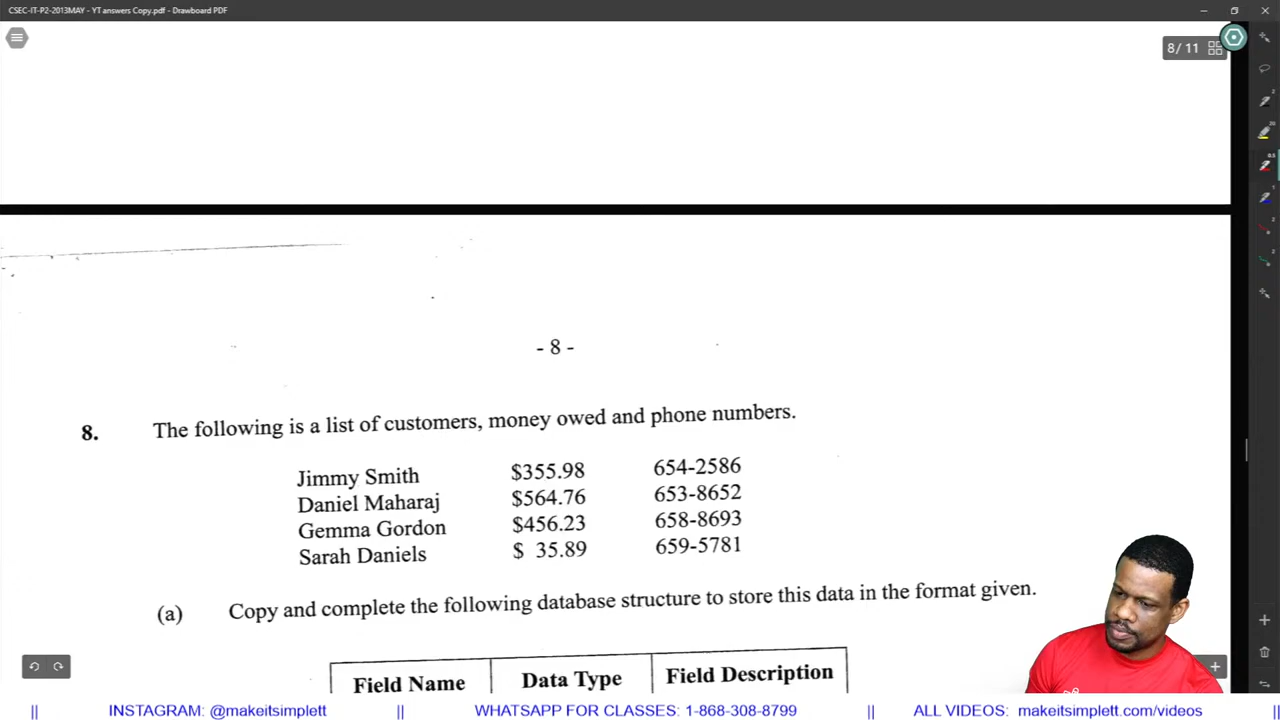 CSEC-IT-P2-2013MAY - YT answers Copy.pdf - Drawboard PDF
8 / 11
- 8 -
8. The following is a list of customers, money owed and phone numbers.
Jimmy Smith $355.98 654-2586
Daniel Maharaj $564.76 653-8652
Gemma Gordon $456.23 658-8693
Sarah Daniels $ 35.89 659-5781
(a) Copy and complete the following database structure to store this data in the format given.
Field Name Data Type Field Description
|| INSTAGRAM: @makeitsimplett || WHATSAPP FOR CLASSES: 1-868-308-8799 || ALL VIDEOS: makeitsimplett.com/videos ||